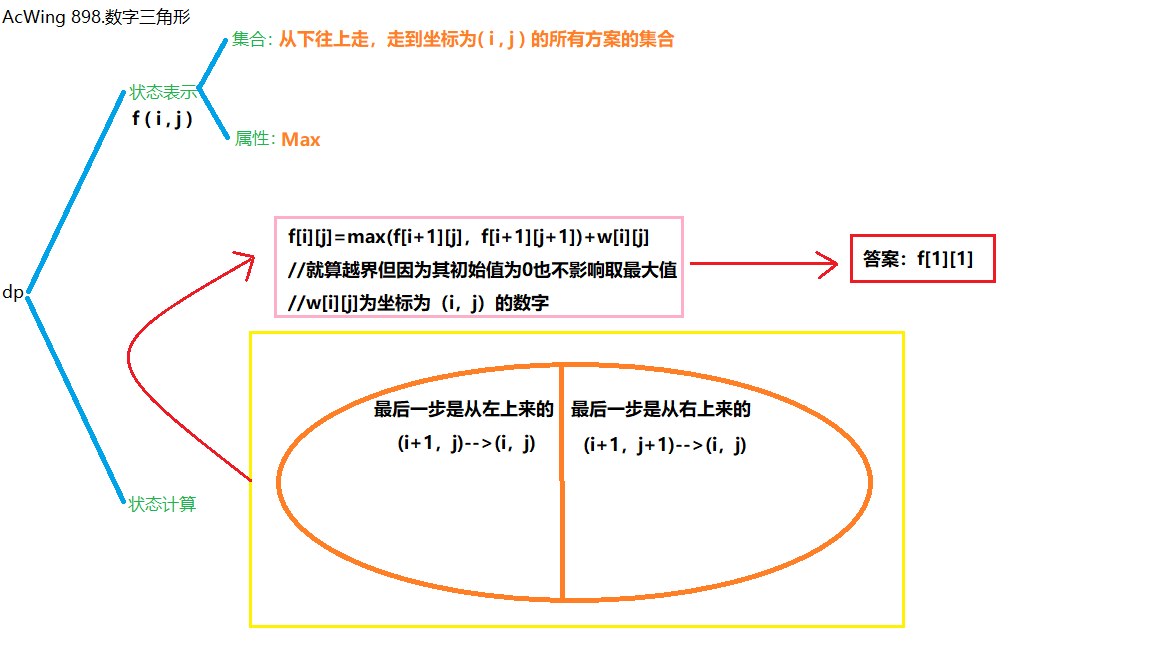 AcWing 898.数字三角形
集合：从下往上走，走到坐标为( i , j ) 的所有方案的集合
状态表示
f ( i , j )
属性：Max
f[i][j]=max(f[i+1][j]，f[i+1][j+1])+w[i][j]
//就算越界但因为其初始值为0也不影响取最大值
//w[i][j]为坐标为（i，j）的数字
答案：f[1][1]
dp
最后一步是从左上来的
(i+1，j)-->(i，j)
最后一步是从右上来的
(i+1，j+1)-->(i，j)
状态计算